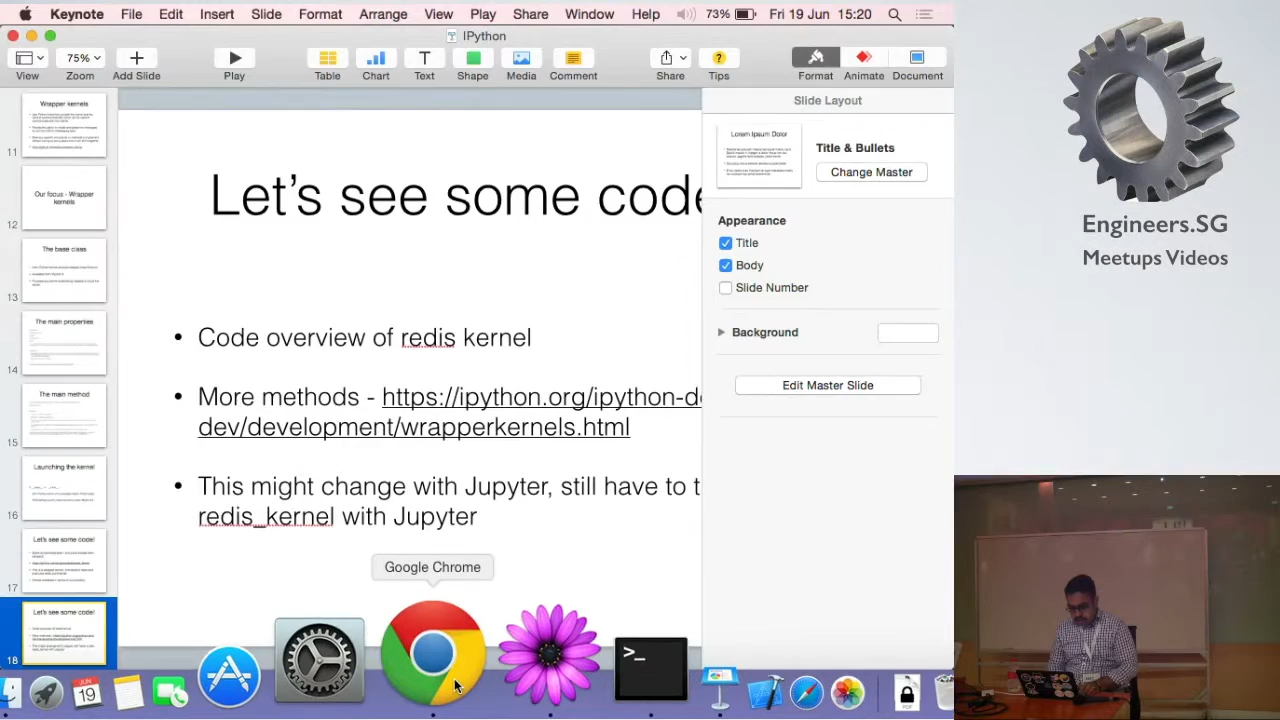 Keynote File Edit Insert Slide Format Arrange View Play Share Window Help 73% Fri 19 Jun 15:20
IPython
75%
View Zoom Add Slide Play Table Chart Text Shape Media Comment Share Tips Format Animate Document
Wrapper kernels
11
Our focus - Wrapper
kernels
12
The base class
13
The main properties
14
The main method
15
Launching the kernel
16
Let's see some code!
17
Let's see some code!
18
Let’s see some code
• Code overview of redis kernel
• More methods - https://ipython.org/ipython-d
dev/development/wrapperkernels.html
• This might change with Jupyter, still have to t
redis_kernel with Jupyter
Google Chrome
Slide Layout
Lorem Ipsum Dolor
Title & Bullets
Change Master
Appearance
Title
Body
Slide Number
Background
Edit Master Slide
JUN
19
>_
PDF
Engineers.SG
Meetups Videos